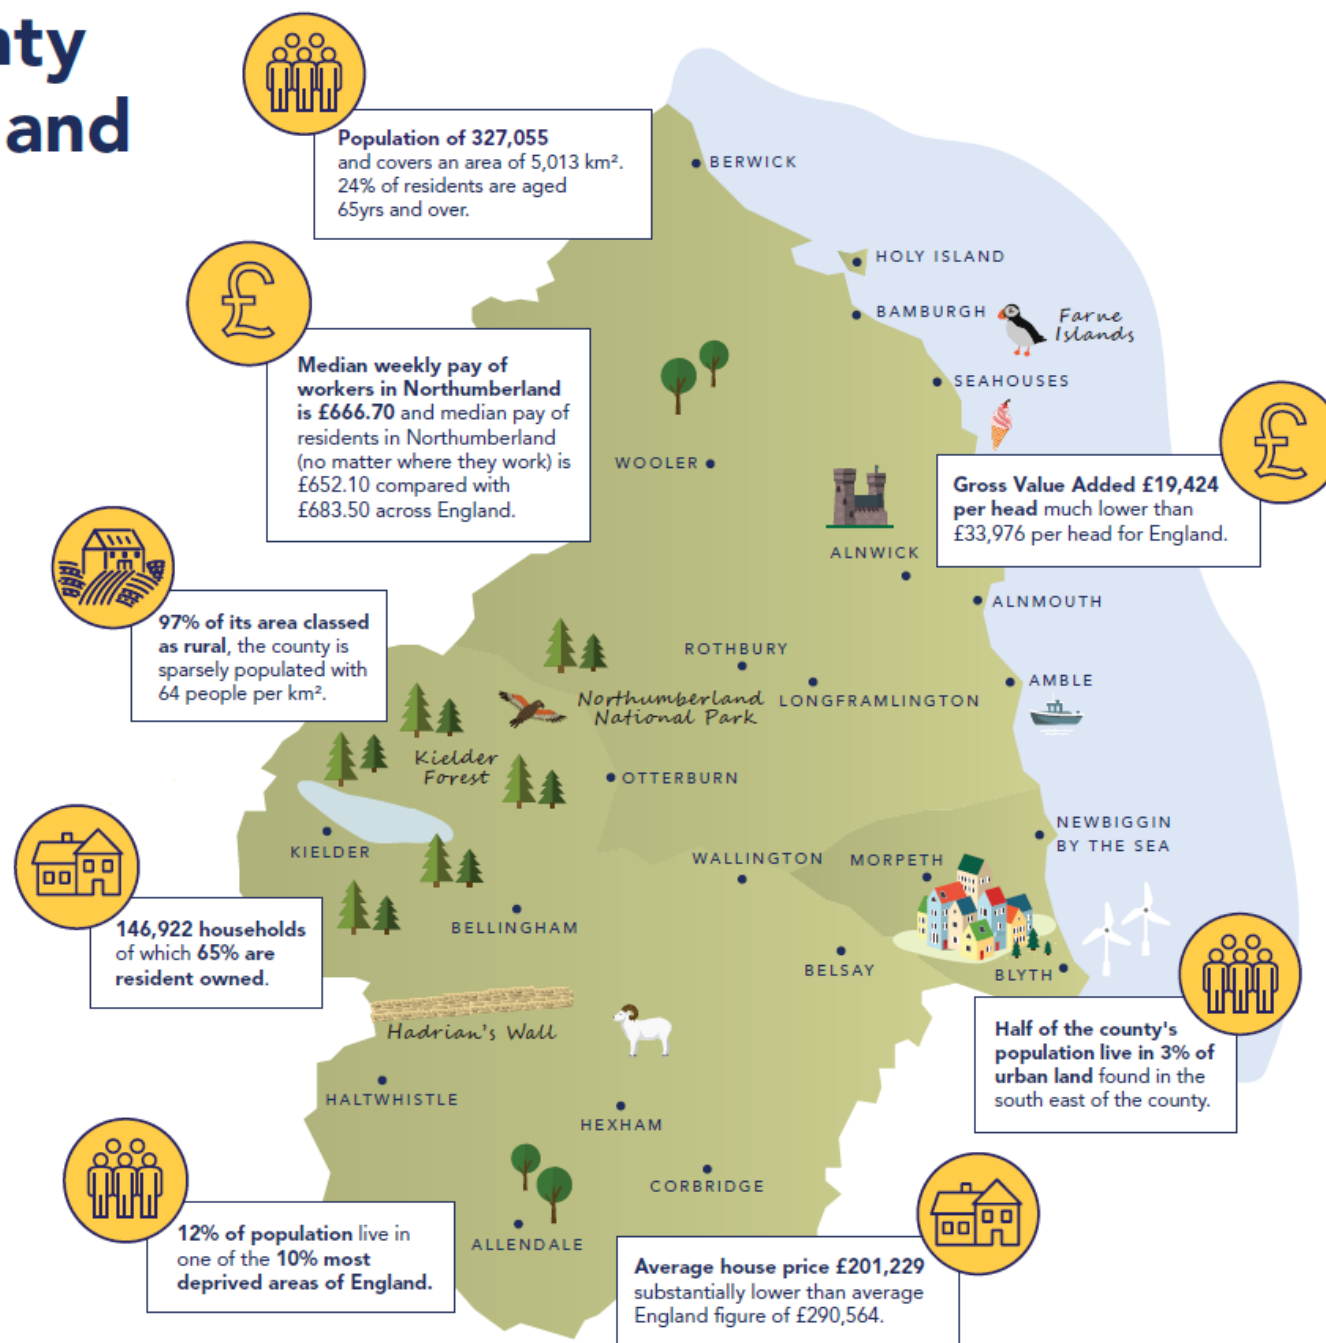 nty
and
Population of 327,055
and covers an area of 5,013 km².
24% of residents are aged
65yrs and over.
BERWICK
HOLY ISLAND
BAMBURGH
Farne
Islands
SEAHOUSES
Median weekly pay of
workers in Northumberland
is £666.70 and median pay of
residents in Northumberland
(no matter where they work) is
£652.10 compared with
£683.50 across England.
WOOLER
Gross Value Added £19,424
per head much lower than
£33,976 per head for England.
ALNWICK
ALNMOUTH
97% of its area classed
as rural, the county is
sparsely populated with
64 people per km².
ROTHBURY
Northumberland
National Park
LONGFRAMLINGTON
AMBLE
Kielder
Forest
OTTERBURN
KIELDER
NEWBIGGIN
BY THE SEA
WALLINGTON
MORPETH
146,922 households
of which 65% are
resident owned.
BELLINGHAM
BELSAY
BLYTH
Hadrian's Wall
Half of the county's
population live in 3% of
urban land found in the
south east of the county.
HALTWHISTLE
HEXHAM
CORBRIDGE
12% of population live in
one of the 10% most
deprived areas of England.
ALLENDALE
Average house price £201,229
substantially lower than average
England figure of £290,564.